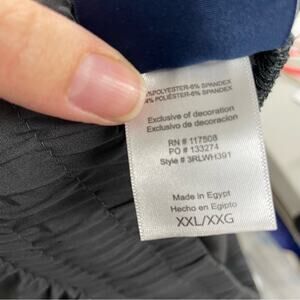 %POLYESTER-6% SPANDEX
% POLIÉSTER-6% SPANDEX
Exclusive of decoration
Exclusivo de decoracion
RN # 117508
PO # 133274
Style # 3RLWH391
Made in Egypt
Hecho en Egipto
XXL/XXG